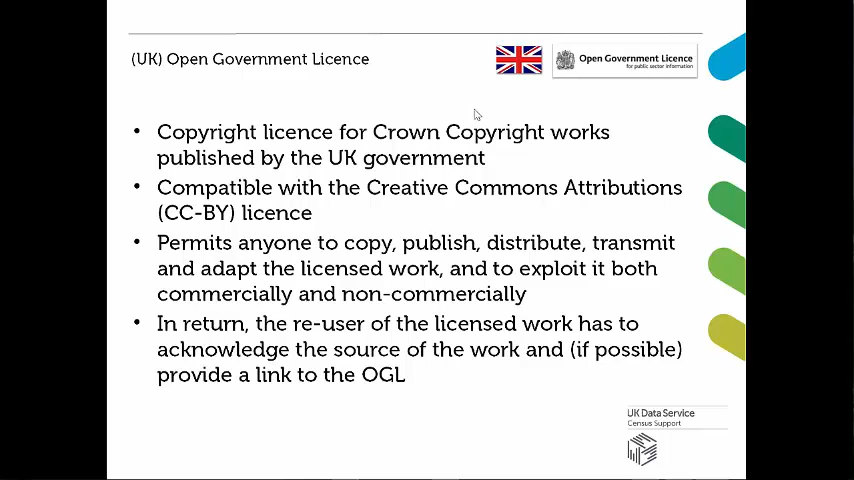 (UK) Open Government Licence
Open Government Licence
for public sector information
• Copyright licence for Crown Copyright works
published by the UK government
• Compatible with the Creative Commons Attributions
(CC-BY) licence
• Permits anyone to copy, publish, distribute, transmit
and adapt the licensed work, and to exploit it both
commercially and non-commercially
• In return, the re-user of the licensed work has to
acknowledge the source of the work and (if possible)
provide a link to the OGL
UK Data Service
Census Support